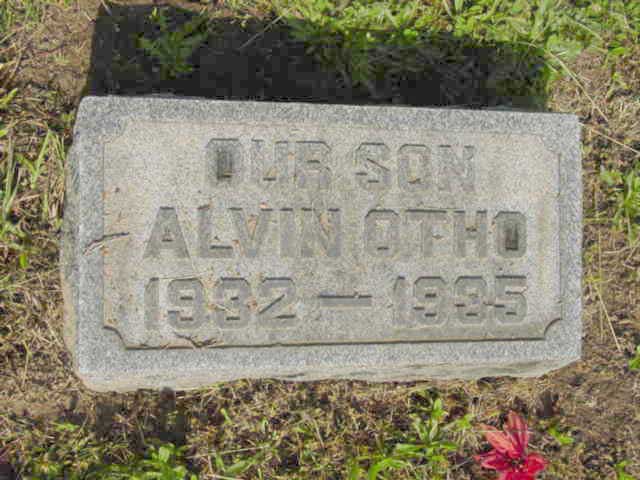 OUR SON
ALVIN OTHO
1932 — 1935